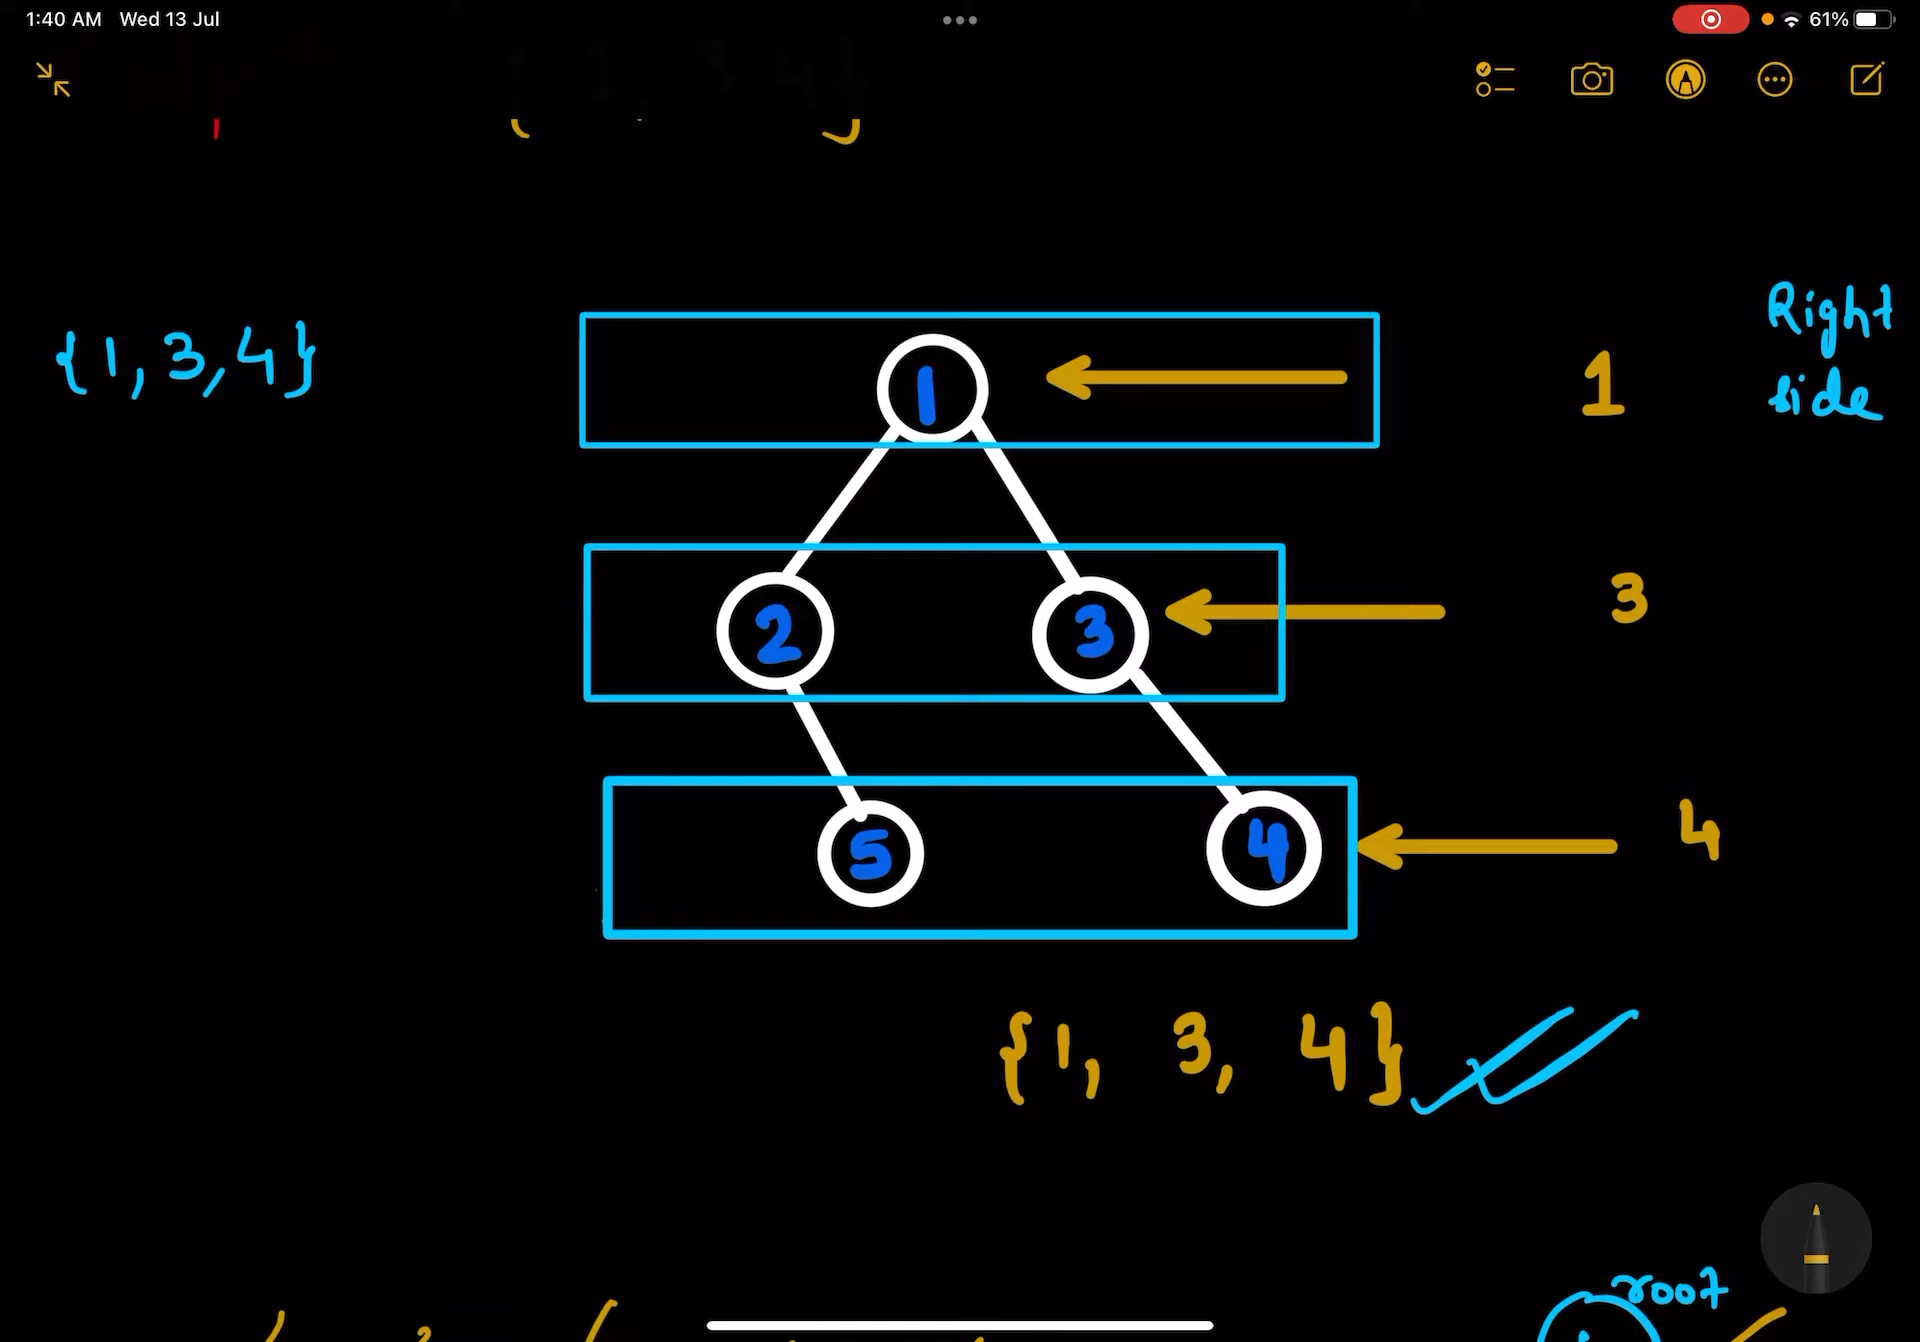 1:40 AM Wed 13 Jul
61%
{1,3,4}
1
1
Right
side
2
3
3
5
4
4
{1, 3, 4}
root